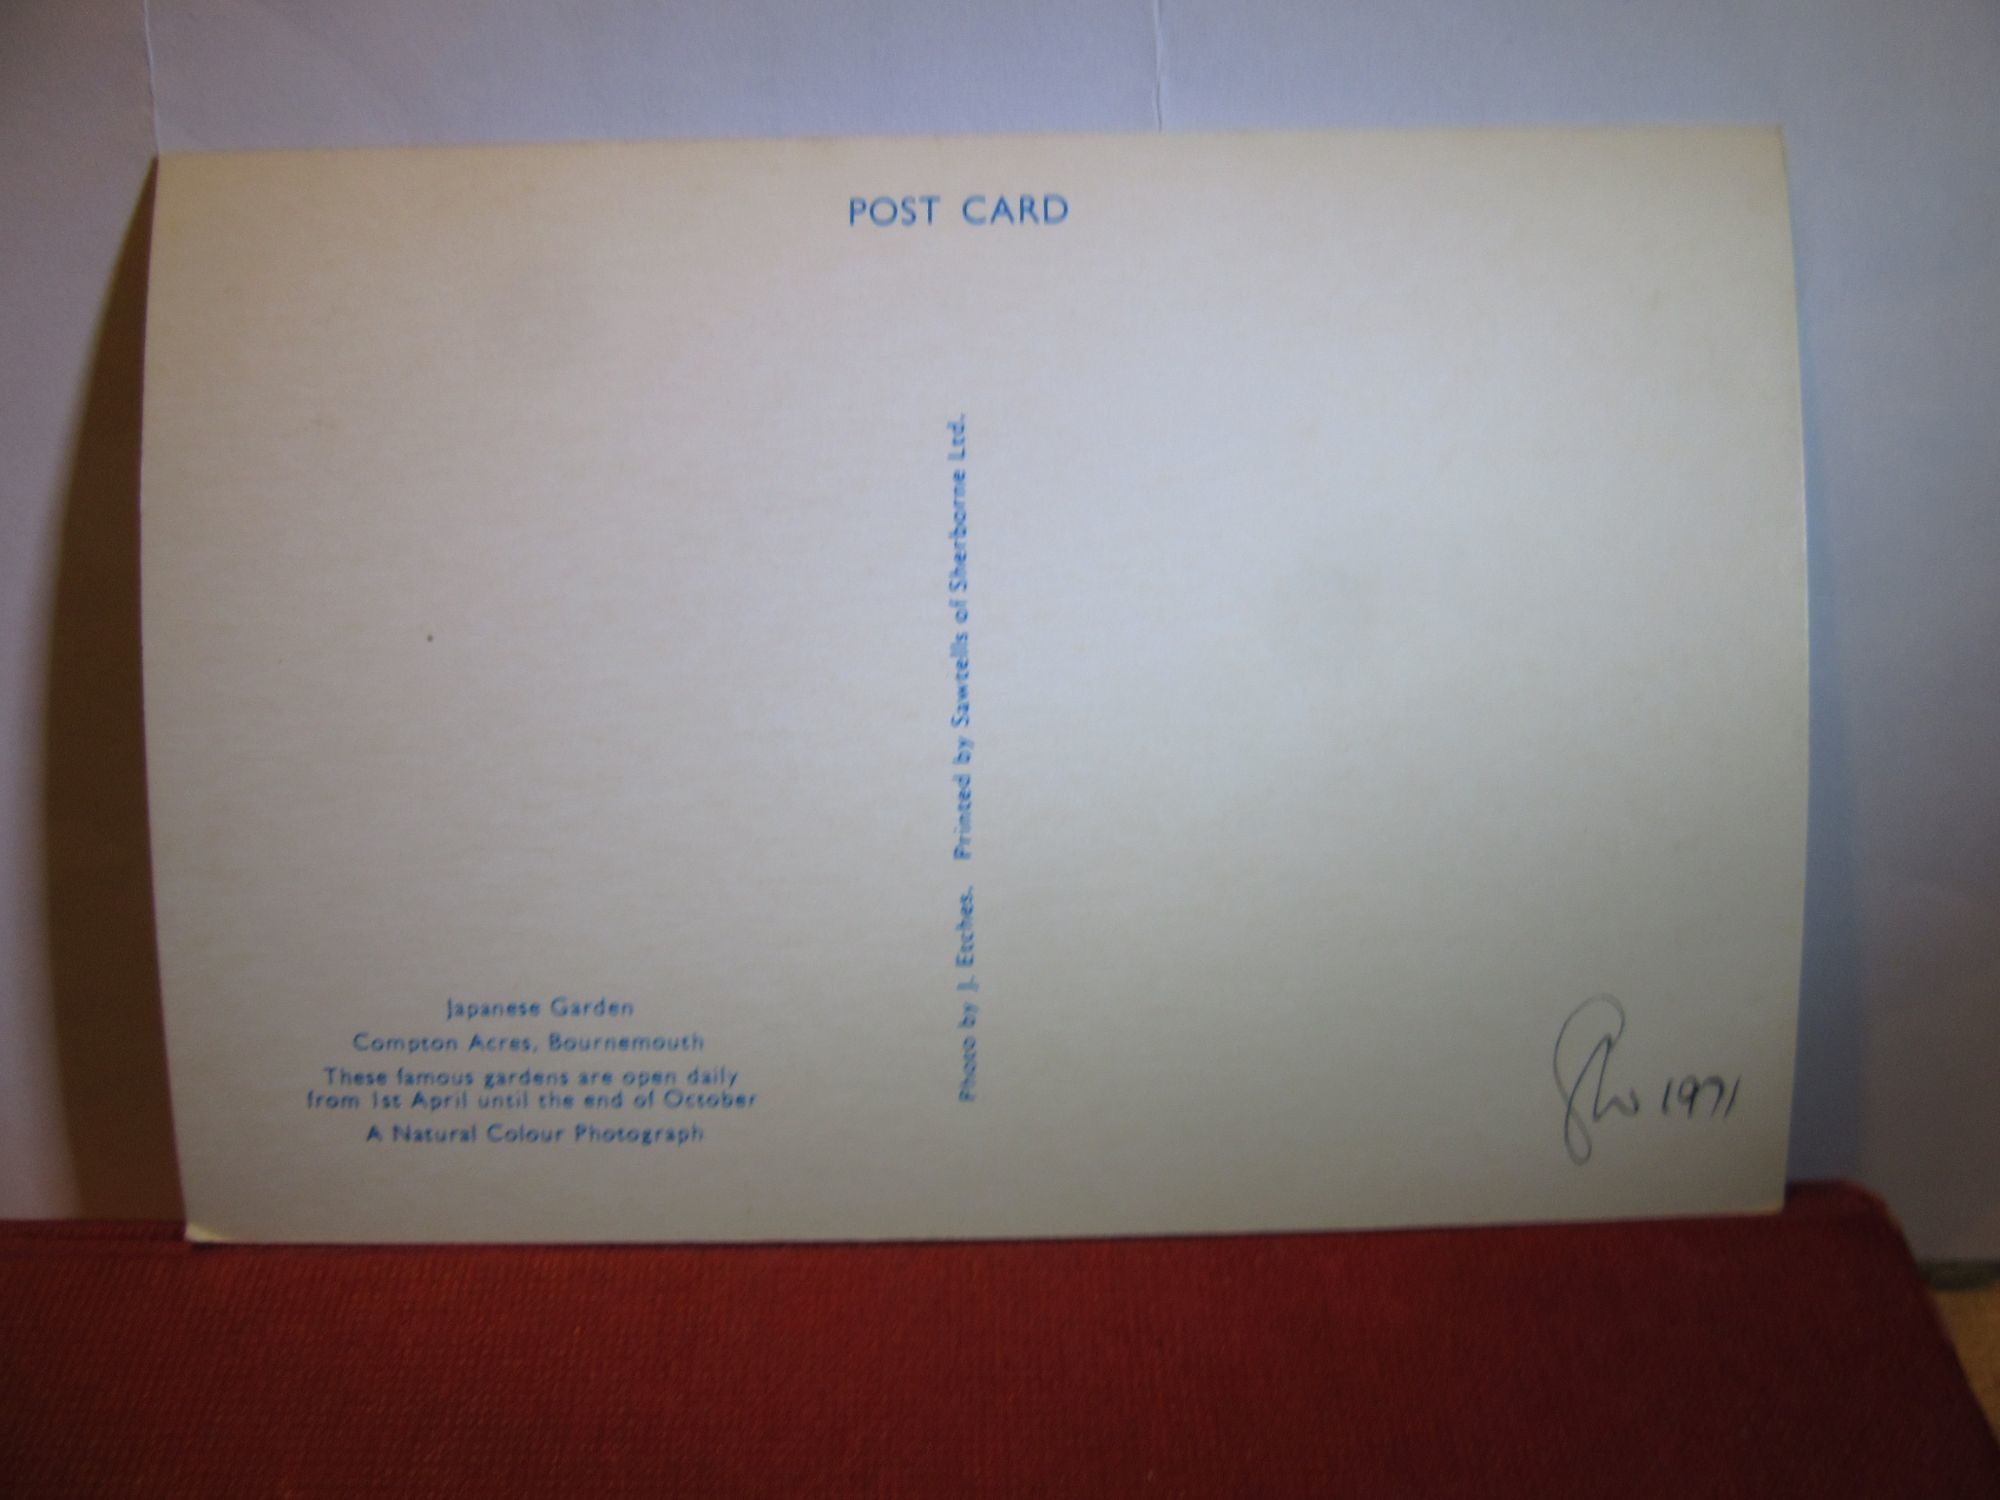 POST CARD
Photo by J. Etches. Printed by Sawtells of Sherborne Ltd.
Japanese Garden
Compton Acres, Bournemouth
These famous gardens are open daily
from 1st April until the end of October
A Natural Colour Photograph
1971